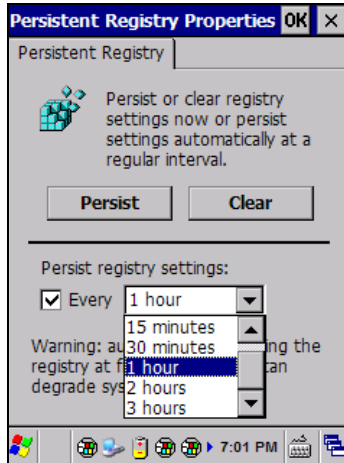 Persistent Registry Properties OK ×
Persistent Registry
Persist or clear registry
settings now or persist
settings automatically at a
regular interval.
Persist Clear
Persist registry settings:
Every 1 hour
15 minutes
30 minutes
1 hour
2 hours
3 hours
Warning: au ing the
registry at f can
degrade sys
7:01 PM